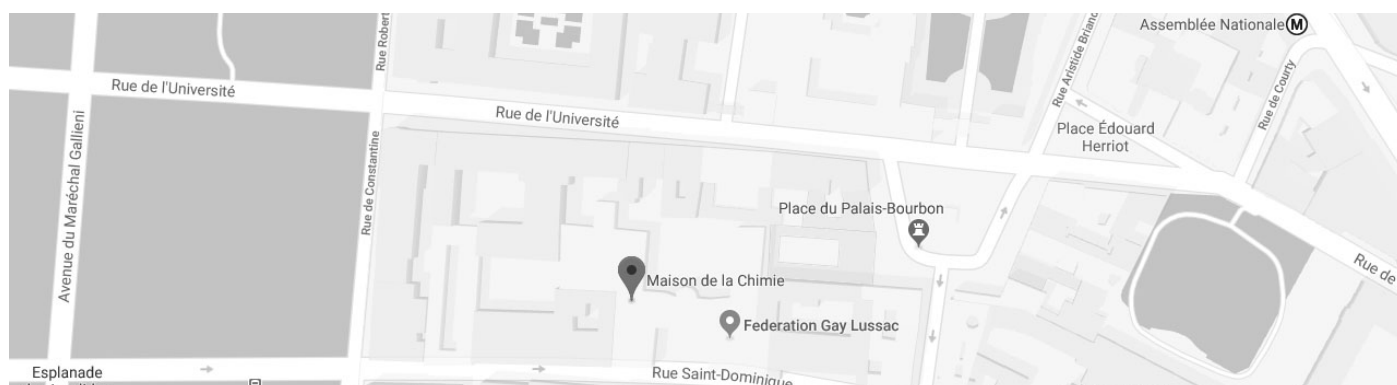 Assemblée Nationale
M
Rue Robert
Rue Aristide Briand
Rue de Courty
Rue de l'Université
Rue de l'Université
Place Édouard
Herriot
Avenue du Maréchal Gallieni
Rue de Constantine
Place du Palais-Bourbon
Rue de
Maison de la Chimie
Federation Gay Lussac
Esplanade
Rue Saint-Dominique